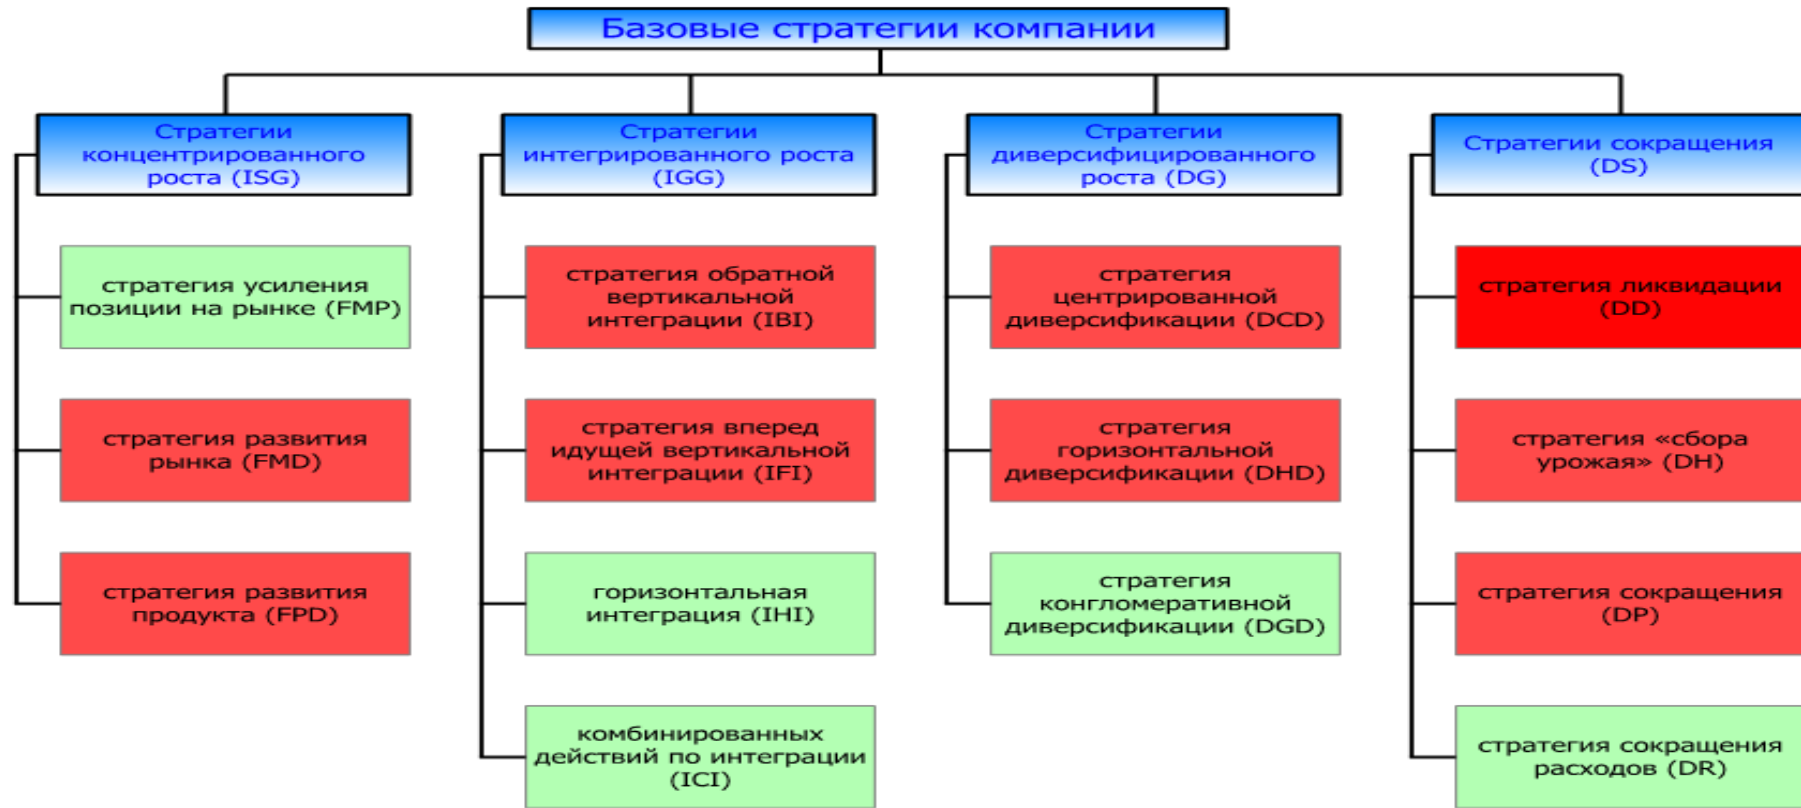 Базовые стратегии компании
Стратегии
концентрированного
роста (ISG)
стратегия усиления
позиции на рынке (FMP)
стратегия развития
рынка (FMD)
стратегия развития
продукта (FPD)
Стратегии
интегрированного роста
(IGG)
стратегия обратной
вертикальной
интеграции (IBI)
стратегия вперед
идущей вертикальной
интеграции (IFI)
горизонтальная
интеграция (IHI)
комбинированных
действий по интеграции
(ICI)
Стратегии
диверсифицированного
роста (DG)
стратегия
центрированной
диверсификации (DCD)
стратегия
горизонтальной
диверсификации (DHD)
стратегия
конгломеративной
диверсификации (DGD)
Стратегии сокращения
(DS)
стратегия ликвидации
(DD)
стратегия «сбора
урожая» (DH)
стратегия сокращения
(DP)
стратегия сокращения
расходов (DR)